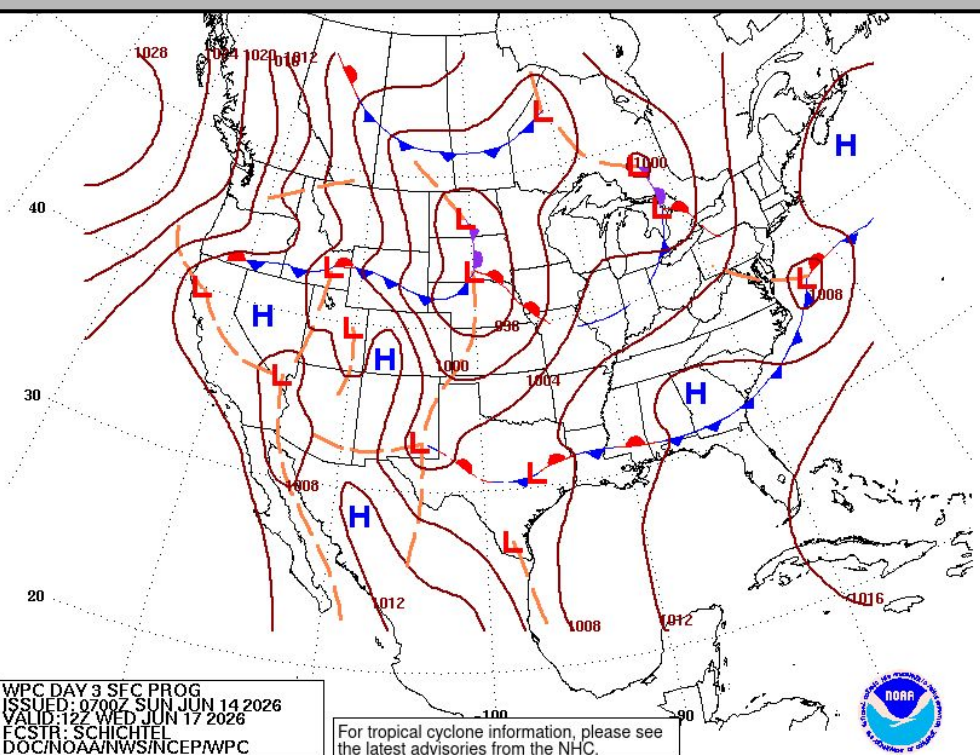 1028
1024 1020 1016 1012
H
L
1000
L
L
40
L
L
L
L
L
1008
H
L
998
H
1000
1004
L
H
30
L
L
1008
H
L
20
1012
1008
1012
1016
WPC DAY 3 SFC PROG
ISSUED: 0700Z SUN JUN 14 2026
VALID:12Z WED JUN 17 2026
FCSTR: SCHICHTEL
DOC/NOAA/NWS/NCEP/WPC
-100
-90
For tropical cyclone information, please see
the latest advisories from the NHC.
NOAA